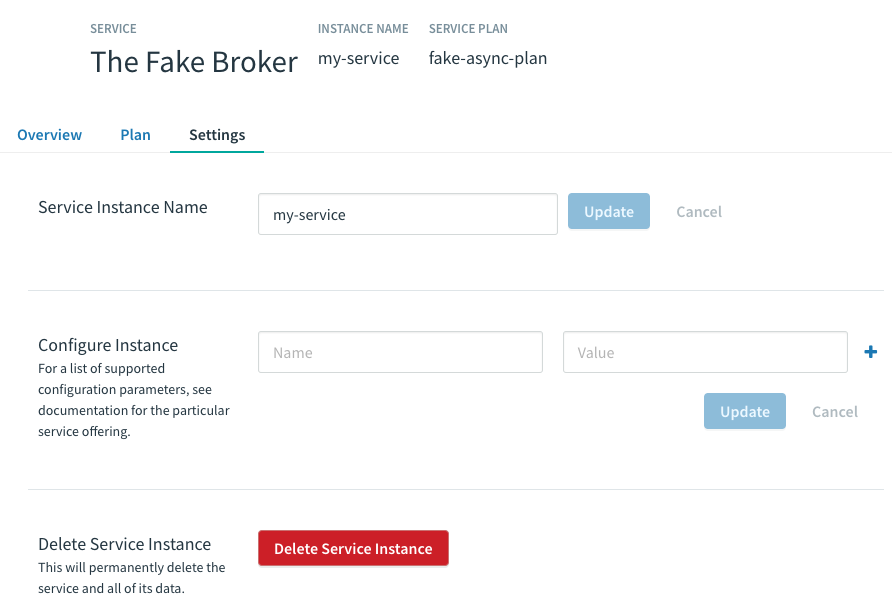 SERVICE
The Fake Broker
INSTANCE NAME
my-service
SERVICE PLAN
fake-async-plan
Overview
Plan
Settings
Service Instance Name
my-service
Update
Cancel
Configure Instance
For a list of supported
configuration parameters, see
documentation for the particular
service offering.
Name
Value
Update
Cancel
Delete Service Instance
This will permanently delete the
service and all of its data.
Delete Service Instance